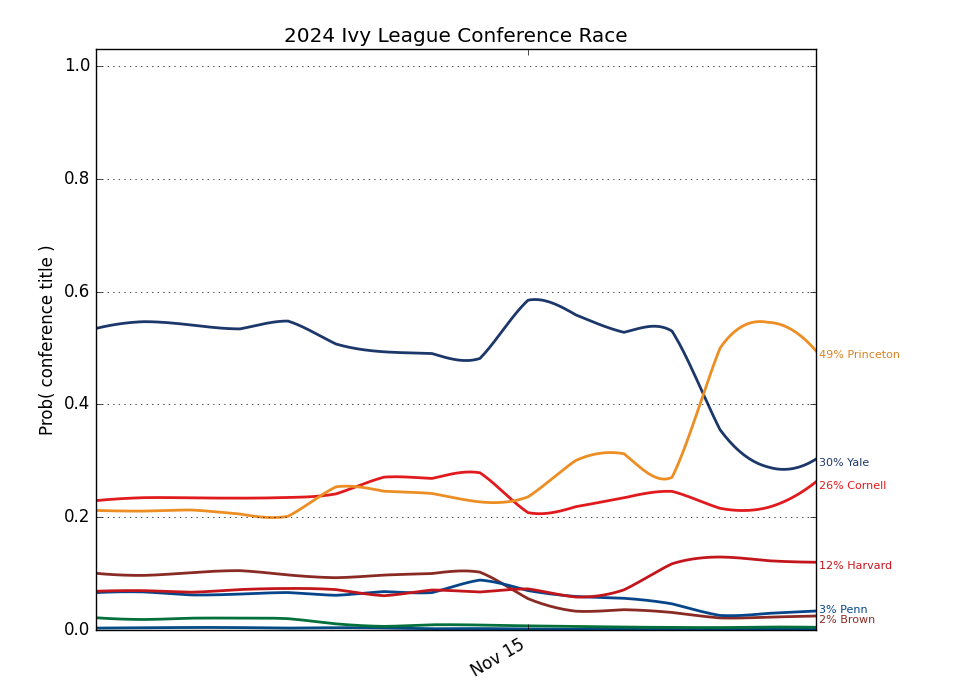 2024 Ivy League Conference Race
Prob( conference title )
1.0
0.8
0.6
0.4
0.2
0.0
Nov 15
49% Princeton
30% Yale
26% Cornell
12% Harvard
3% Penn
2% Brown